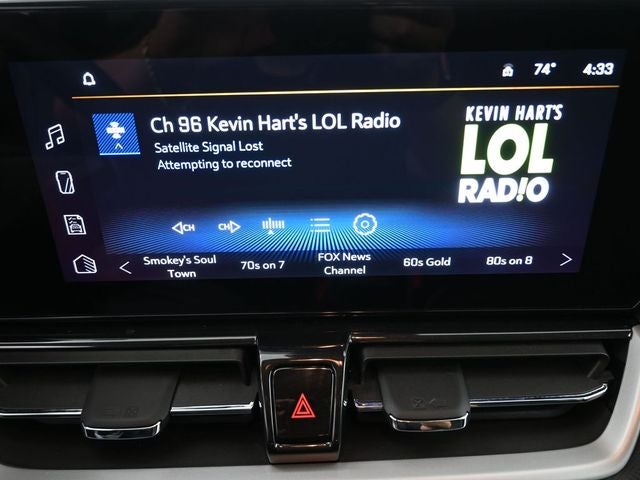 74° 4:33
Ch 96 Kevin Hart's LOL Radio
Satellite Signal Lost
Attempting to reconnect
KEVIN HART'S
LOL
RAD!O
◁CH CH▷
Smokey's Soul
Town
70s on 7
FOX News
Channel
60s Gold
80s on 8